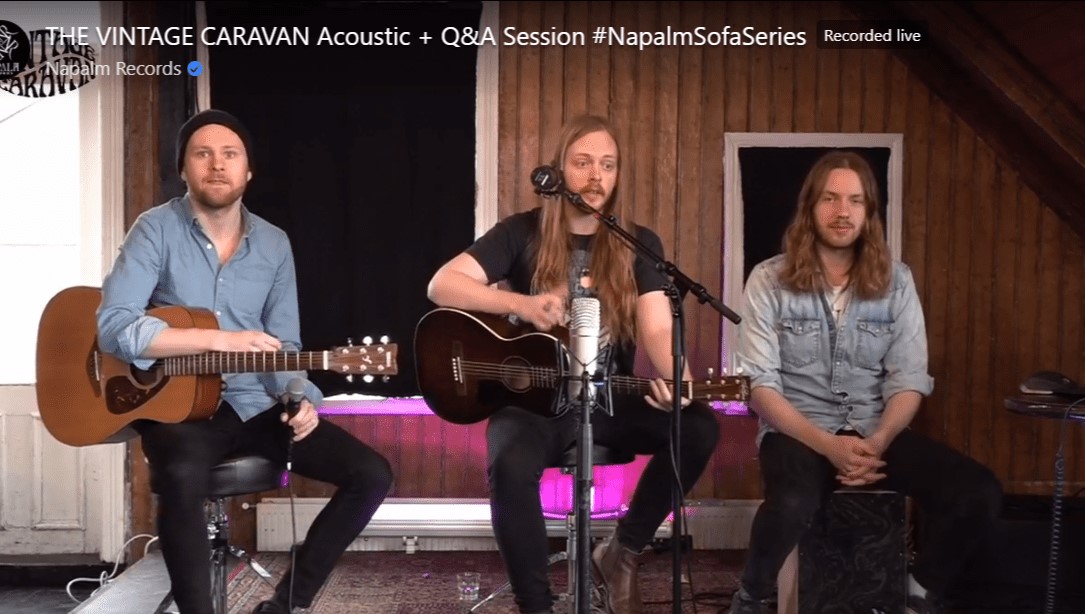 THE VINTAGE CARAVAN Acoustic + Q&A Session #NapalmSofaSeries
Recorded live
Napalm Records